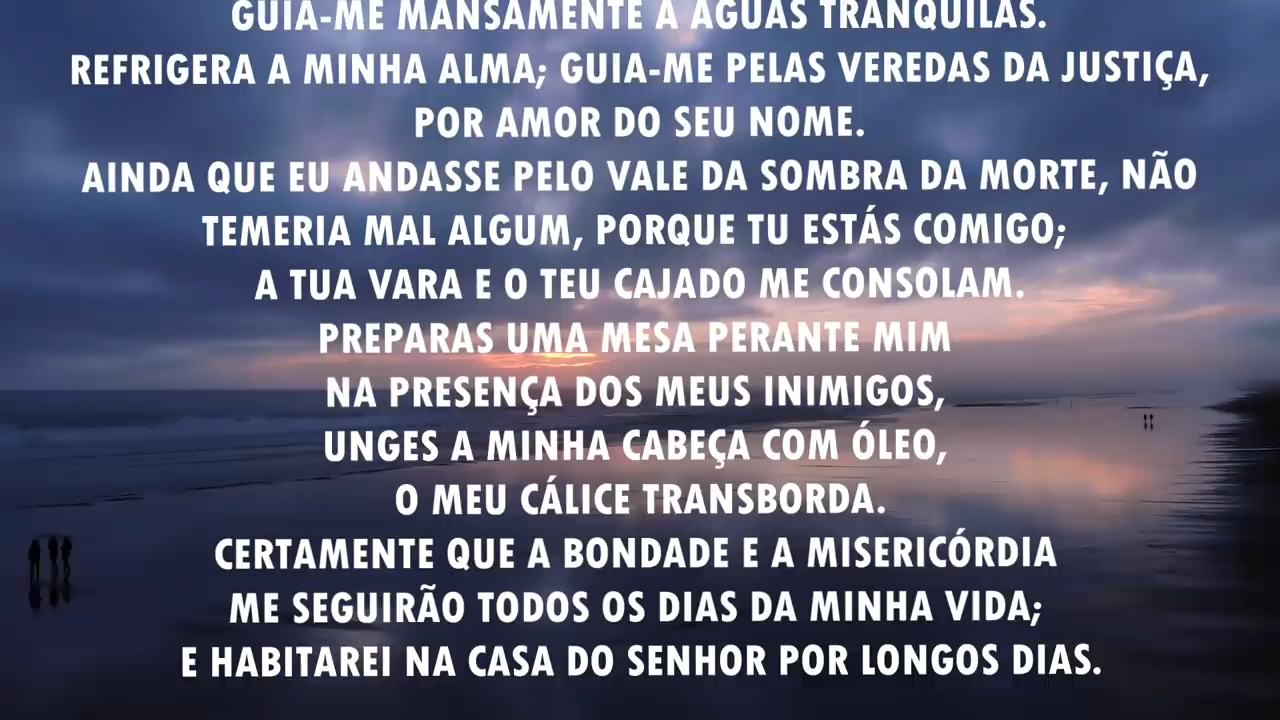 GUIA-ME MANSAMENTE A ÁGUAS TRANQUILAS.
REFRIGERA A MINHA ALMA; GUIA-ME PELAS VEREDAS DA JUSTIÇA,
POR AMOR DO SEU NOME.
AINDA QUE EU ANDASSE PELO VALE DA SOMBRA DA MORTE, NÃO
TEMERIA MAL ALGUM, PORQUE TU ESTÁS COMIGO;
A TUA VARA E O TEU CAJADO ME CONSOLAM.
PREPARAS UMA MESA PERANTE MIM
NA PRESENÇA DOS MEUS INIMIGOS,
UNGES A MINHA CABEÇA COM ÓLEO,
O MEU CÁLICE TRANSBORDA.
CERTAMENTE QUE A BONDADE E A MISERICÓRDIA
ME SEGUIRÃO TODOS OS DIAS DA MINHA VIDA;
E HABITAREI NA CASA DO SENHOR POR LONGOS DIAS.